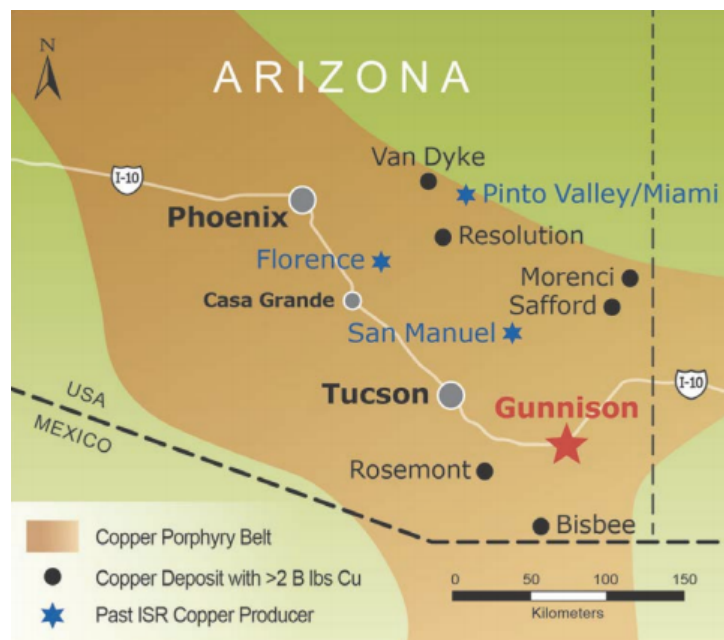 N
ARIZONA
Van Dyke
I-10
Pinto Valley/Miami
Phoenix
Resolution
Florence
Morenci
Casa Grande
Safford
San Manuel
I-10
USA
Tucson
Gunnison
MEXICO
Rosemont
Bisbee
Copper Porphyry Belt
Copper Deposit with >2 B lbs Cu
Past ISR Copper Producer
0 50 100 150
Kilometers